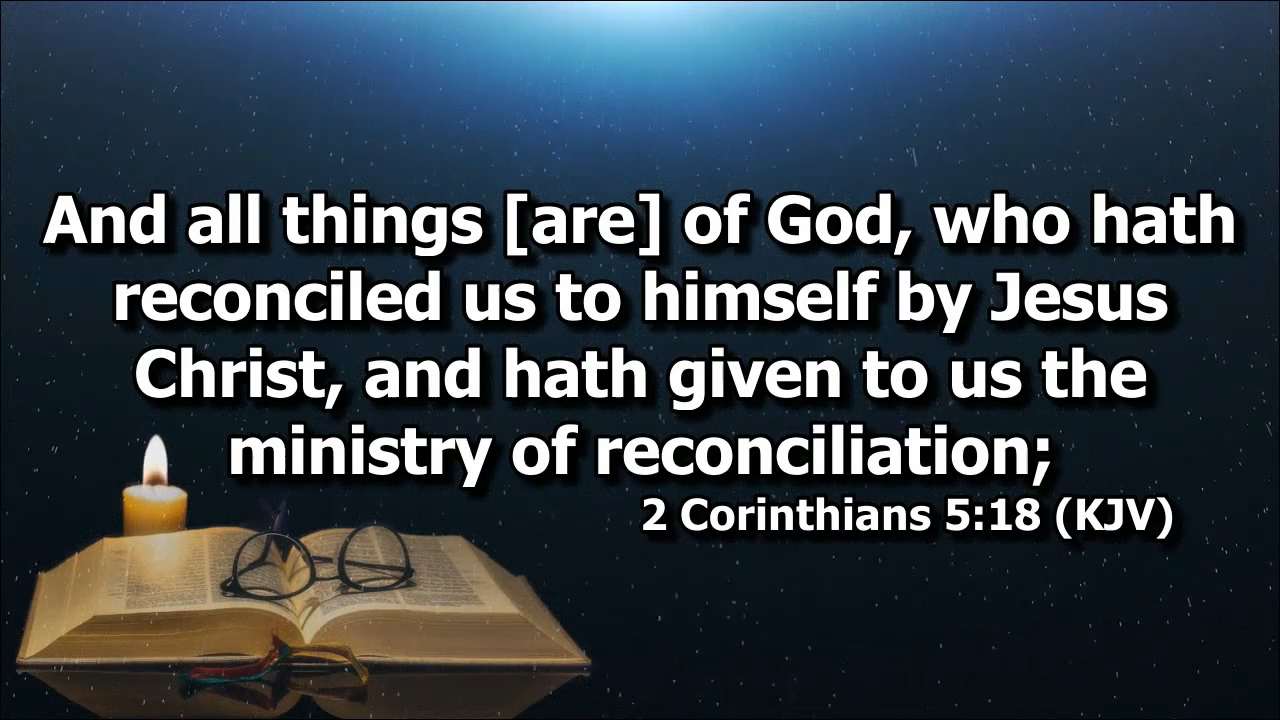 And all things [are] of God, who hath
reconciled us to himself by Jesus
Christ, and hath given to us the
ministry of reconciliation;
2 Corinthians 5:18 (KJV)